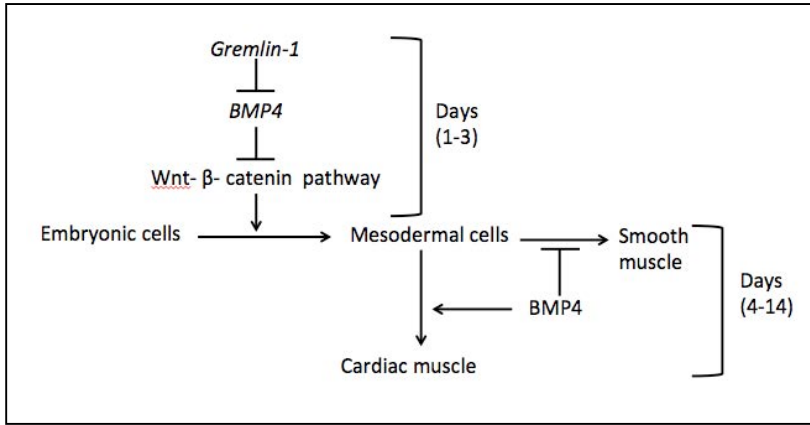 Gremlin-1
BMP4
Days
(1-3)
Wnt- β- catenin pathway
Embryonic cells
Mesodermal cells
Smooth
muscle
Days
(4-14)
BMP4
Cardiac muscle